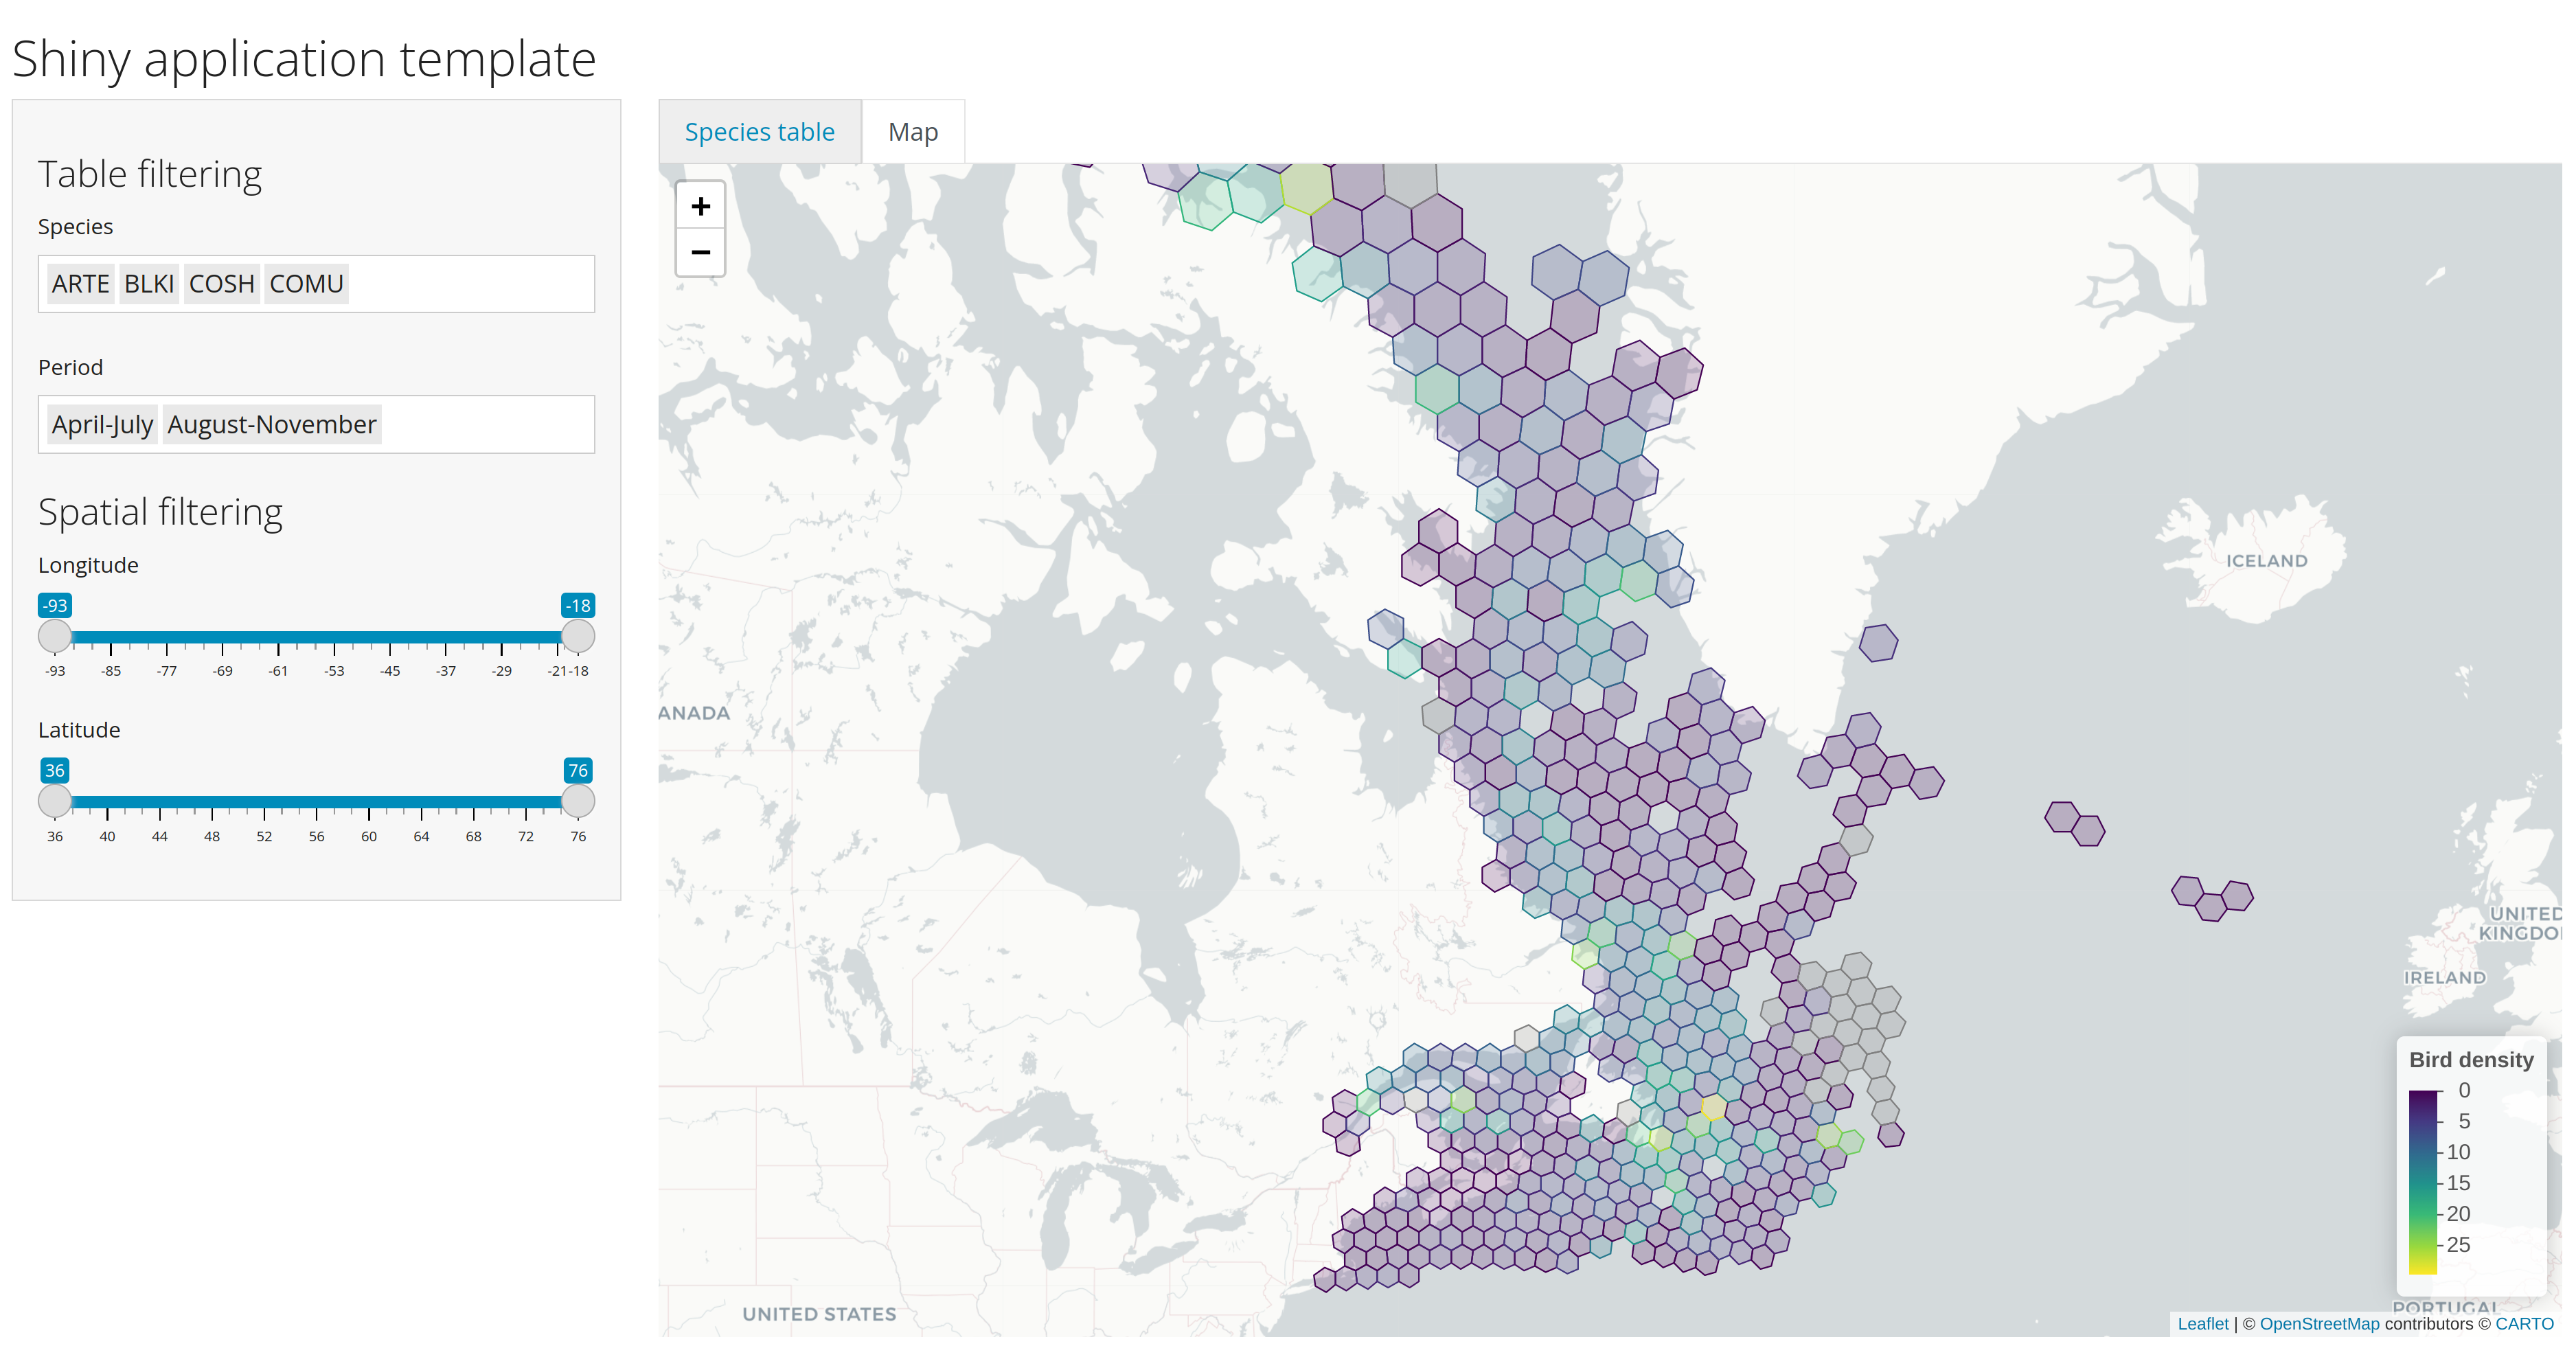 Shiny application template
Table filtering
Species
ARTE BLKI COSH COMU
Period
April-July August-November
Spatial filtering
Longitude
-93 -18
-93 -85 -77 -69 -61 -53 -45 -37 -29 -21 -18
Latitude
36 76
36 40 44 48 52 56 60 64 68 72 76
Species table Map
+
−
ICELAND
ANADA
UNITED
KINGDO
IRELAND
Bird density
0
5
10
15
20
25
UNITED STATES
PORTUGAL
Leaflet | © OpenStreetMap contributors © CARTO